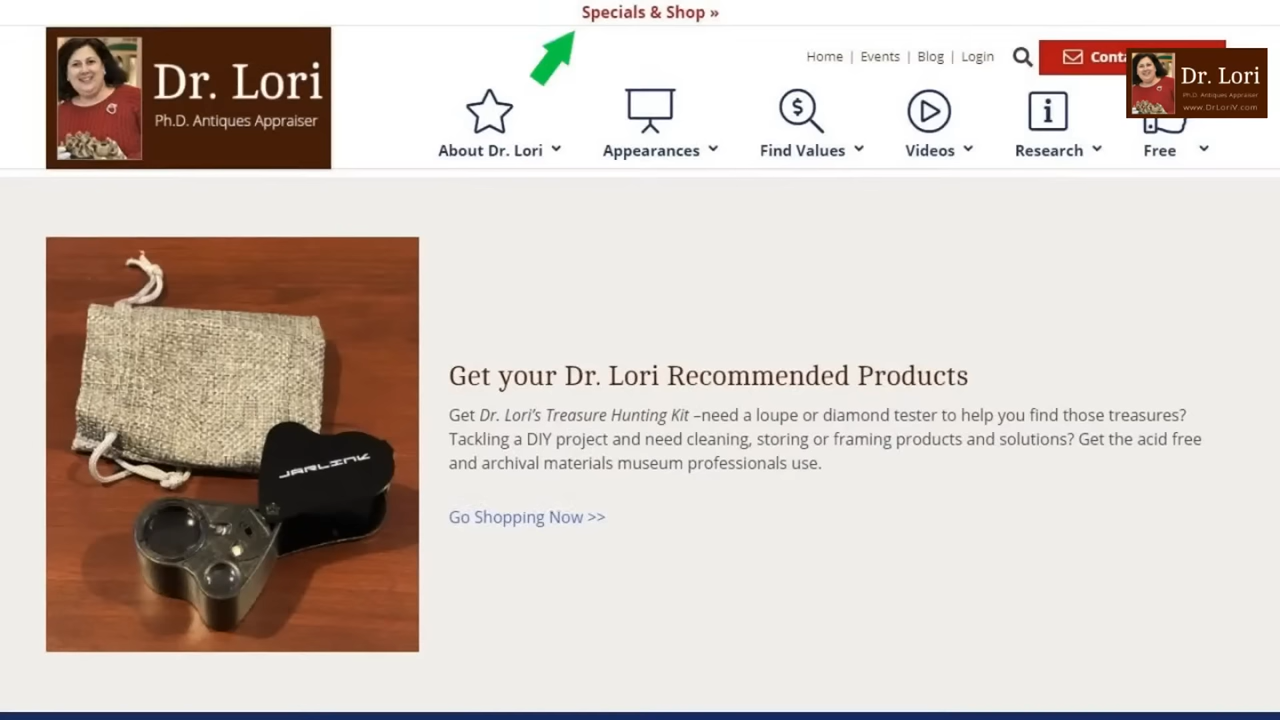 Specials & Shop »
Dr. Lori
Ph.D. Antiques Appraiser
Home | Events | Blog | Login
Conta
Dr. Lori
Ph.D. Antiques Appraiser
www.DrLoriV.com
About Dr. Lori
Appearances
Find Values
Videos
Research
Free
JARLINK
Get your Dr. Lori Recommended Products
Get Dr. Lori's Treasure Hunting Kit –need a loupe or diamond tester to help you find those treasures?
Tackling a DIY project and need cleaning, storing or framing products and solutions? Get the acid free
and archival materials museum professionals use.
Go Shopping Now >>